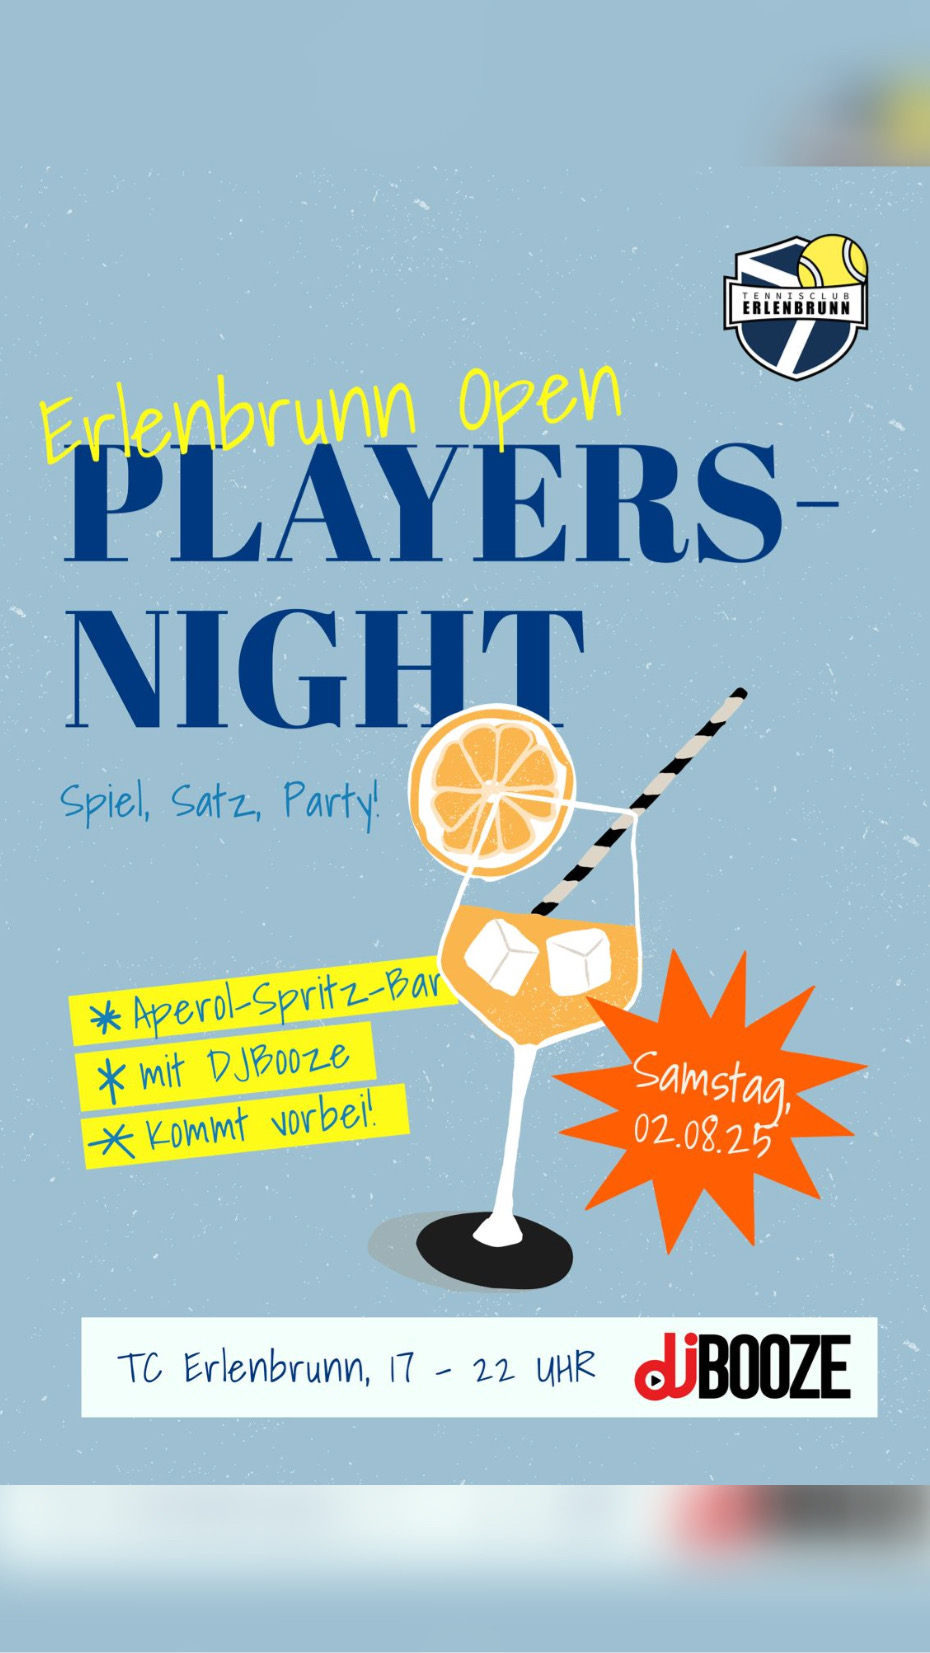 TENNISCLUB
ERLENBRUNN
Erlenbrunn Open
PLAYERS-
NIGHT
Spiel, Satz, Party!
* Aperol-Spritz-Bar
* mit DJBooze
* Kommt vorbei!
Samstag,
02.08.25
TC Erlenbrunn, 17 - 22 UHR
djBOOZE